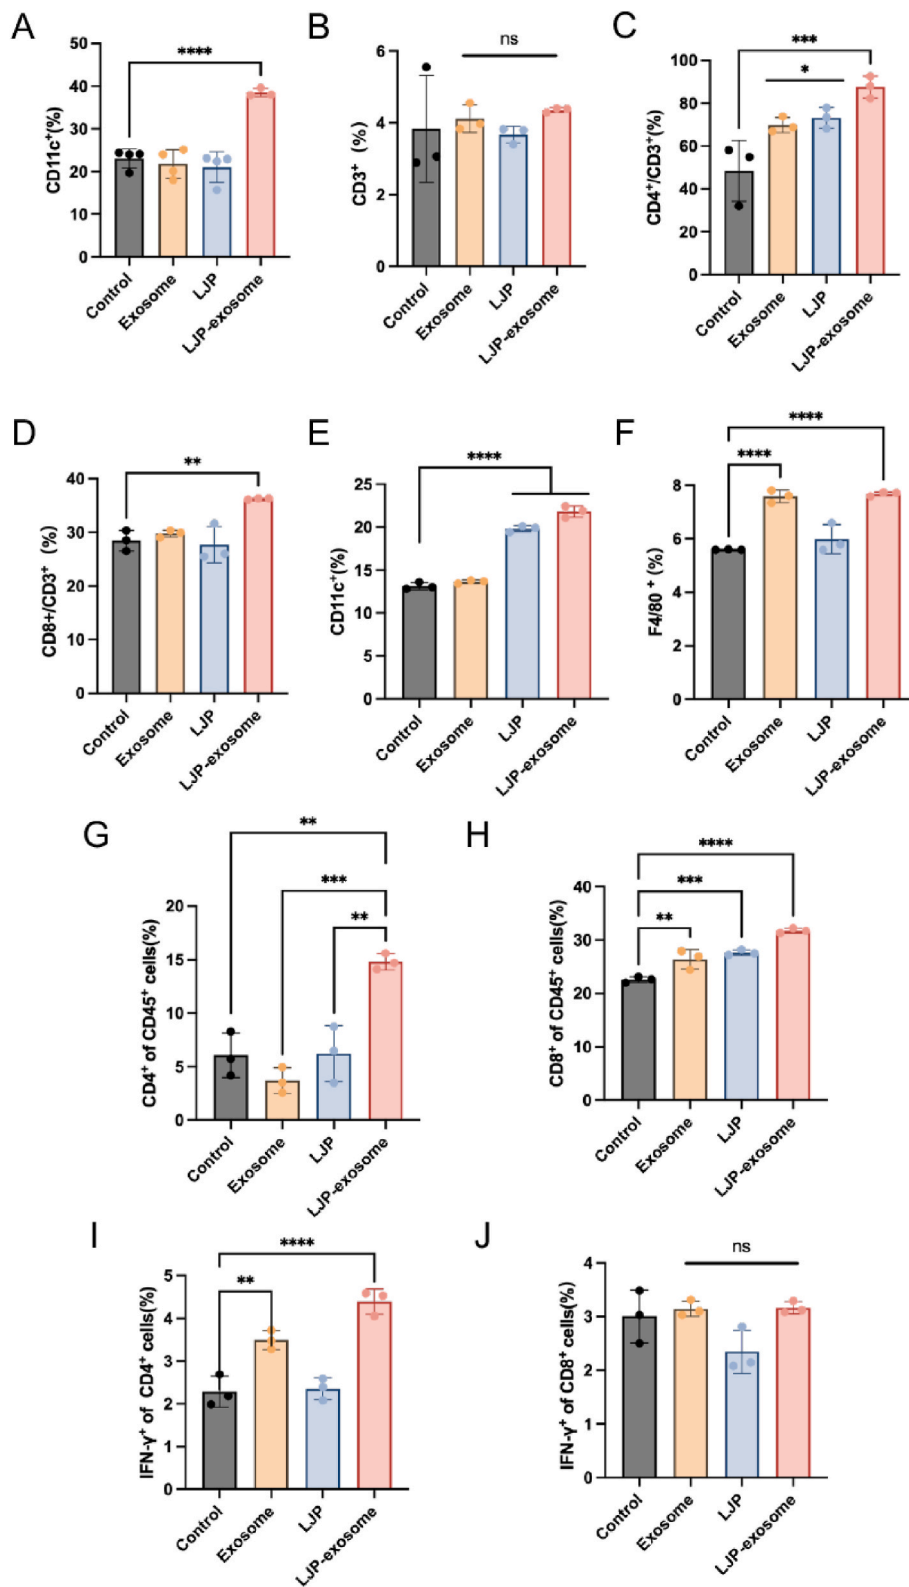 A
****
CD11c+(%)
50
40
30
20
10
0
Control
Exosome
LJP
LJP-exosome
B
ns
CD3+ (%)
6
4
2
0
Control
Exosome
LJP
LJP-exosome
C
***
*
CD4+/CD3+(%)
100
80
60
40
20
0
Control
Exosome
LJP
LJP-exosome
D
**
CD8+/CD3+ (%)
40
30
20
10
0
Control
Exosome
LJP
LJP-exosome
E
****
CD11c+(%)
25
20
15
10
5
0
Control
Exosome
LJP
LJP-exosome
F
****
****
F4/80 + (%)
8
6
4
2
0
Control
Exosome
LJP
LJP-exosome
G
**
***
**
CD4+ of CD45+ cells(%)
20
15
10
5
0
Control
Exosome
LJP
LJP-exosome
H
****
***
**
CD8+ of CD45+ cells(%)
40
30
20
10
0
Control
Exosome
LJP
LJP-exosome
I
****
**
IFN-γ+ of CD4+ cells(%)
5
4
3
2
1
0
Control
Exosome
LJP
LJP-exosome
J
ns
IFN-γ+ of CD8+ cells(%)
4
3
2
1
0
Control
Exosome
LJP
LJP-exosome